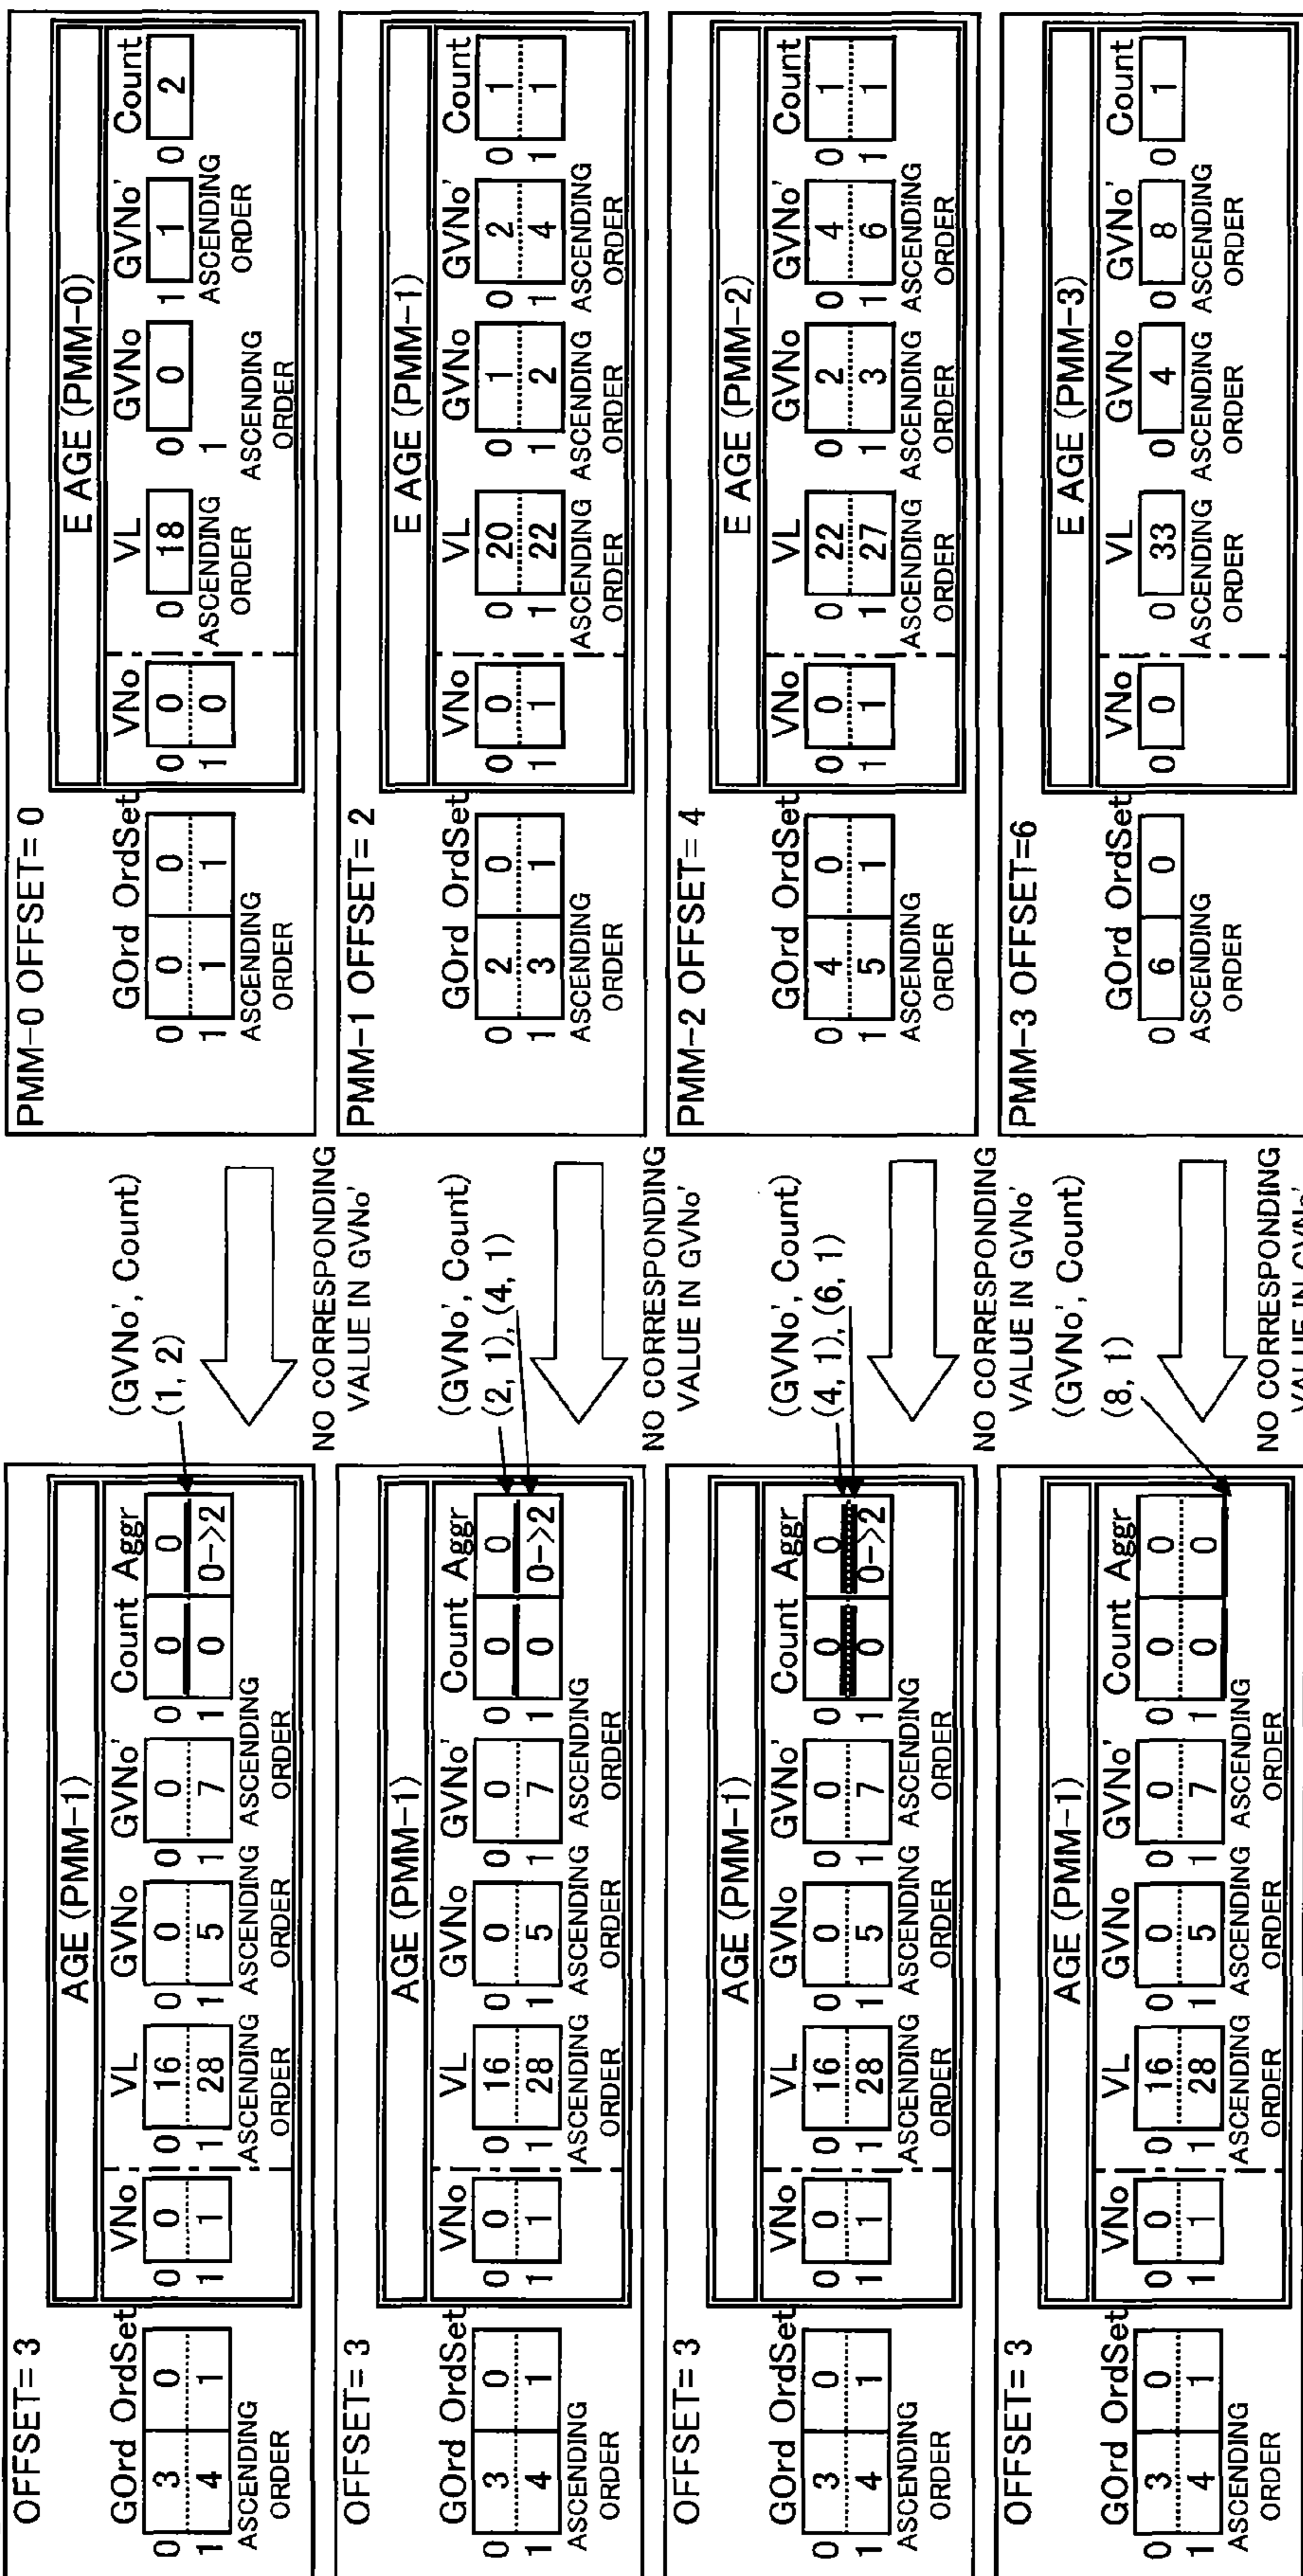 OFFSET= 3
AGE (PMM-1)
GOrd OrdSet VNo VL GVNo GVNo' Count Aggr
0 3 0 0 0 0 16 0 0 0 0 0 0 0
1 4 1 1 1 1 28 1 5 1 7 1 0 0->2
ASCENDING ORDER
ASCENDING ORDER
ASCENDING ORDER
ASCENDING ORDER
(GVNo', Count)
(1, 2)
NO CORRESPONDING
VALUE IN GVNo'
PMM-0 OFFSET= 0
E AGE (PMM-0)
GOrd OrdSet VNo VL GVNo GVNo' Count
0 0 0 0 0 0 18 0 0 1 1 0 2
1 1 1 1 0 1
ASCENDING ORDER
ASCENDING ORDER
ASCENDING ORDER
ASCENDING ORDER
OFFSET= 3
AGE (PMM-1)
GOrd OrdSet VNo VL GVNo GVNo' Count Aggr
0 3 0 0 0 0 16 0 0 0 0 0 0 0
1 4 1 1 1 1 28 1 5 1 7 1 0 0->2
ASCENDING ORDER
ASCENDING ORDER
ASCENDING ORDER
ASCENDING ORDER
(GVNo', Count)
(2, 1), (4, 1)
NO CORRESPONDING
VALUE IN GVNo'
PMM-1 OFFSET= 2
E AGE (PMM-1)
GOrd OrdSet VNo VL GVNo GVNo' Count
0 2 0 0 0 0 20 0 1 0 2 0 1
1 3 1 1 1 1 22 1 2 1 4 1 1
ASCENDING ORDER
ASCENDING ORDER
ASCENDING ORDER
ASCENDING ORDER
OFFSET= 3
AGE (PMM-1)
GOrd OrdSet VNo VL GVNo GVNo' Count Aggr
0 3 0 0 0 0 16 0 0 0 0 0 0 0
1 4 1 1 1 1 28 1 5 1 7 1 0 0->2
ASCENDING ORDER
ASCENDING ORDER
ASCENDING ORDER
ASCENDING ORDER
(GVNo', Count)
(4, 1), (6, 1)
NO CORRESPONDING
VALUE IN GVNo'
PMM-2 OFFSET= 4
E AGE (PMM-2)
GOrd OrdSet VNo VL GVNo GVNo' Count
0 4 0 0 0 0 22 0 2 0 4 0 1
1 5 1 1 1 1 27 1 3 1 6 1 1
ASCENDING ORDER
ASCENDING ORDER
ASCENDING ORDER
ASCENDING ORDER
OFFSET= 3
AGE (PMM-1)
GOrd OrdSet VNo VL GVNo GVNo' Count Aggr
0 3 0 0 0 0 16 0 0 0 0 0 0 0
1 4 1 1 1 1 28 1 5 1 7 1 0 0
ASCENDING ORDER
ASCENDING ORDER
ASCENDING ORDER
ASCENDING ORDER
(GVNo', Count)
(8, 1)
NO CORRESPONDING
VALUE IN GVNo'
PMM-3 OFFSET=6
E AGE (PMM-3)
GOrd OrdSet VNo VL GVNo GVNo' Count
0 6 0 0 0 0 33 0 4 0 8 0 1
ASCENDING ORDER
ASCENDING ORDER
ASCENDING ORDER
ASCENDING ORDER